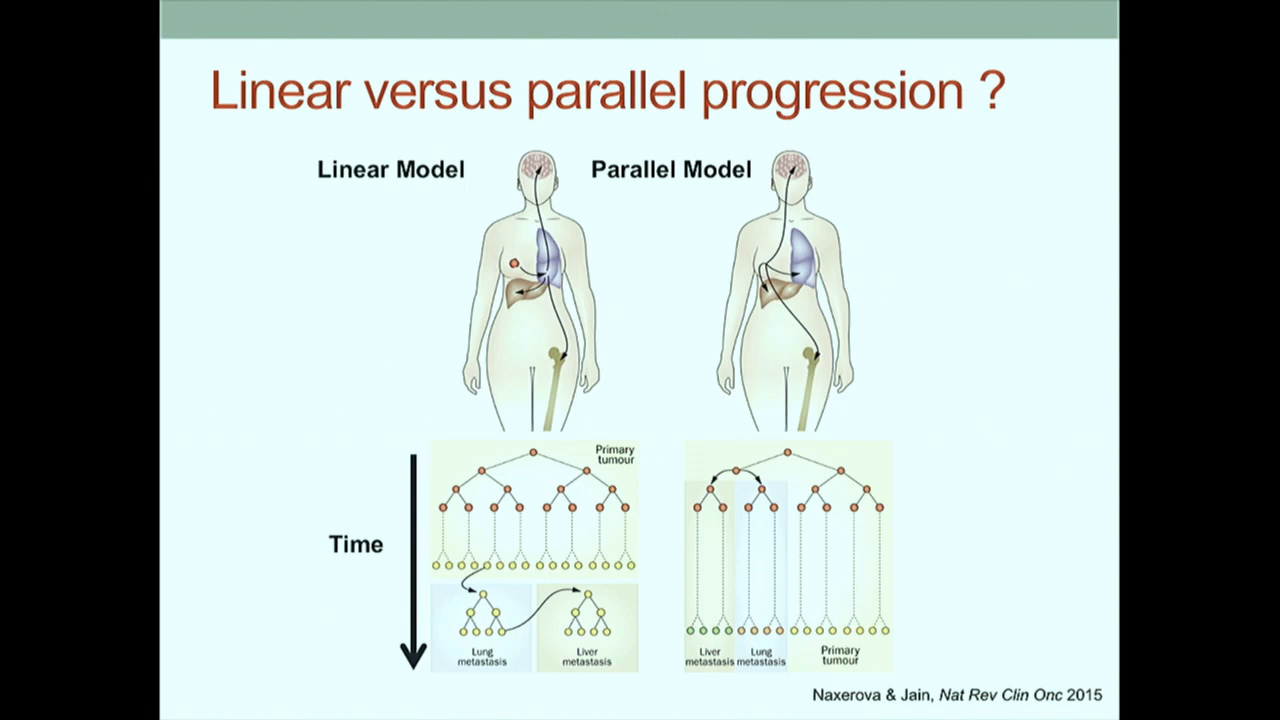 Linear versus parallel progression ?
Linear Model
Parallel Model
Primary
tumour
Time
Lung
metastasis
Liver
metastasis
Liver
metastasis
Lung
metastasis
Primary
tumour
Naxerova & Jain, Nat Rev Clin Onc 2015